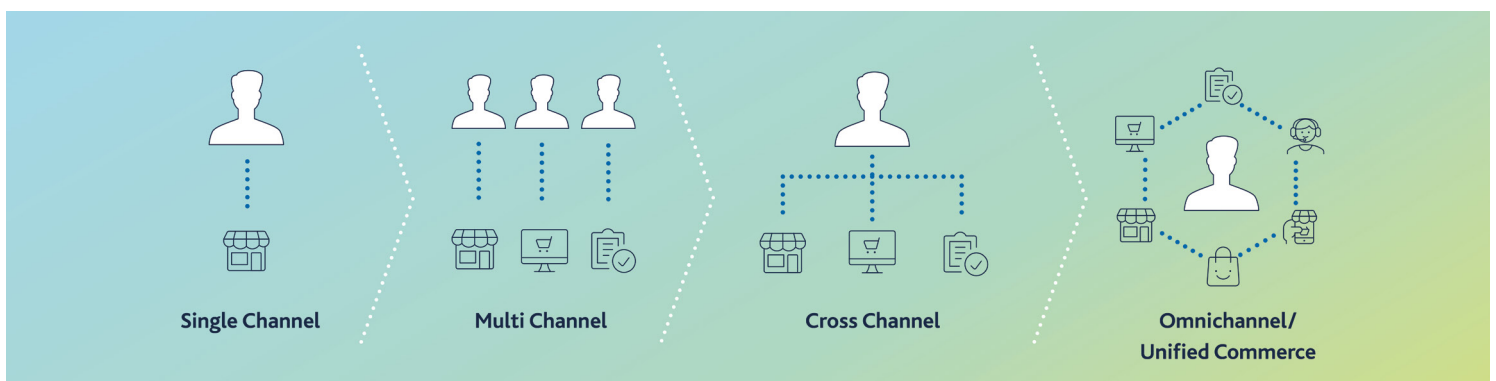 Single Channel
Multi Channel
Cross Channel
Omnichannel/
Unified Commerce